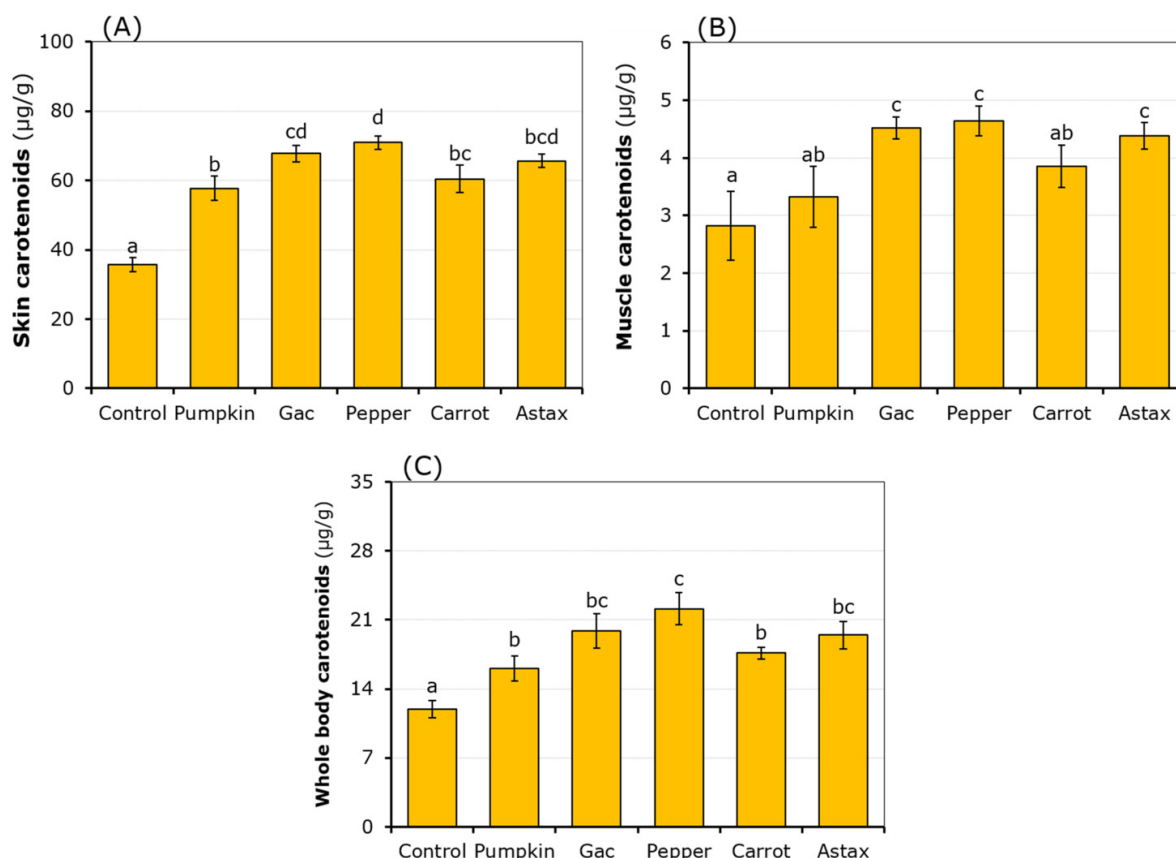 (A)
Skin carotenoids (µg/g)
100
80
60
40
20
0
a
b
cd
d
bc
bcd
Control Pumpkin Gac Pepper Carrot Astax
(B)
Muscle carotenoids (µg/g)
6
5
4
3
2
1
0
a
ab
c
c
ab
c
Control Pumpkin Gac Pepper Carrot Astax
(C)
Whole body carotenoids (µg/g)
35
28
21
14
7
0
a
b
bc
c
b
bc
Control Pumpkin Gac Pepper Carrot Astax